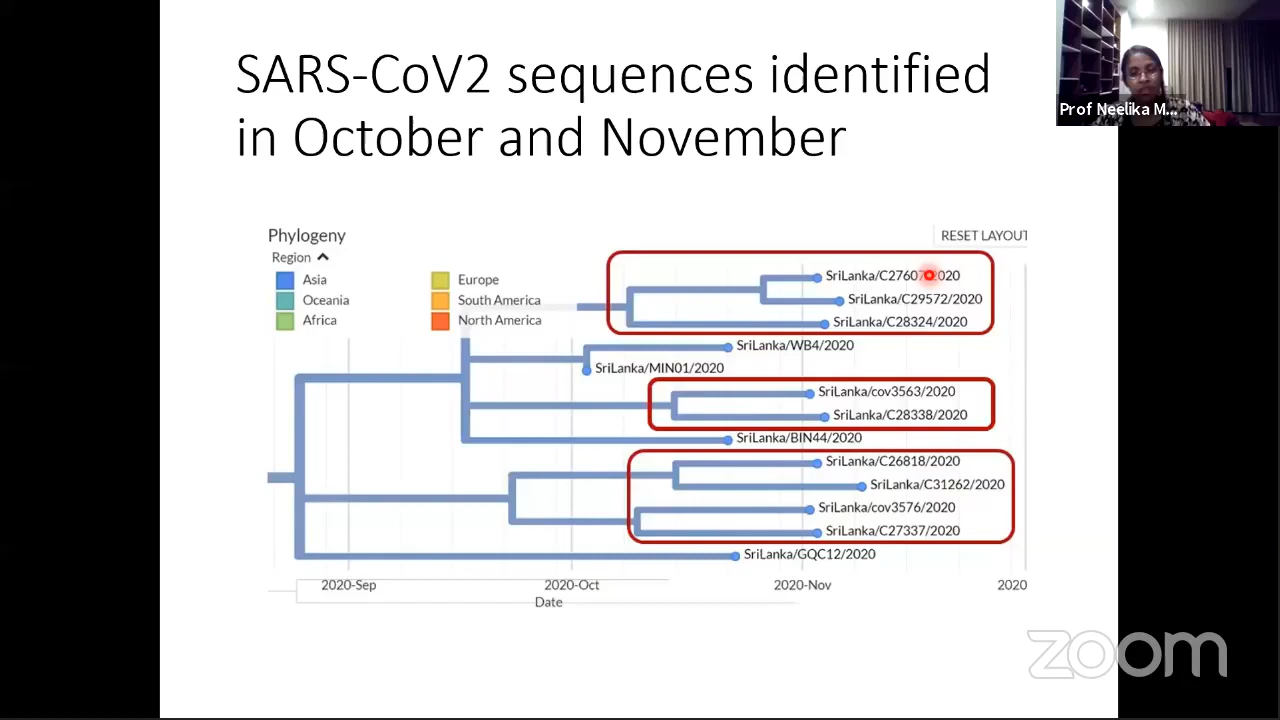 SARS-CoV2 sequences identified
in October and November
Prof Neelika M...
Phylogeny
RESET LAYOUT
Region
Asia
Europe
Oceania
South America
Africa
North America
SriLanka/C27607/2020
SriLanka/C29572/2020
SriLanka/C28324/2020
SriLanka/WB4/2020
SriLanka/MIN01/2020
SriLanka/cov3563/2020
SriLanka/C28338/2020
SriLanka/BIN44/2020
SriLanka/C26818/2020
SriLanka/C31262/2020
SriLanka/cov3576/2020
SriLanka/C27337/2020
SriLanka/GQC12/2020
2020-Sep
2020-Oct
2020-Nov
2020
Date
zoom